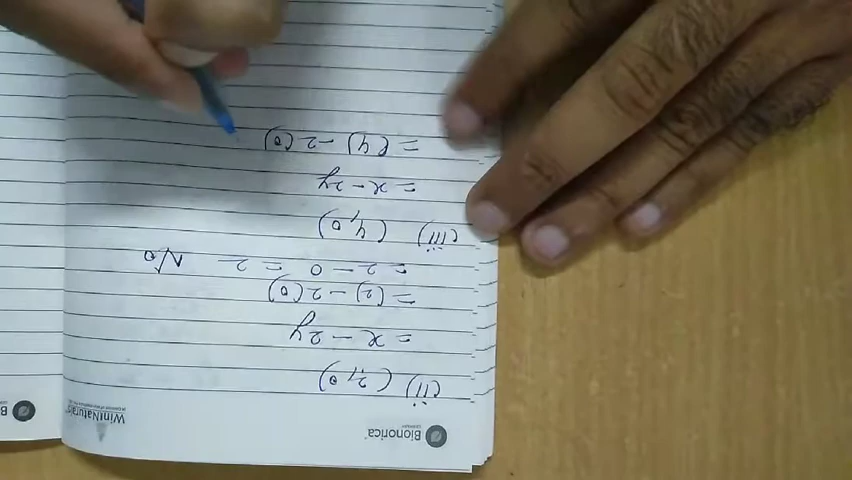 Bionorica
WintNaturals
(ii) (2, 0)
= x - 2y
= (2) - 2(0)
= 2 - 0 = 2 No
(iii) (4, 0)
= x - 2y
= (4) - 2(0)